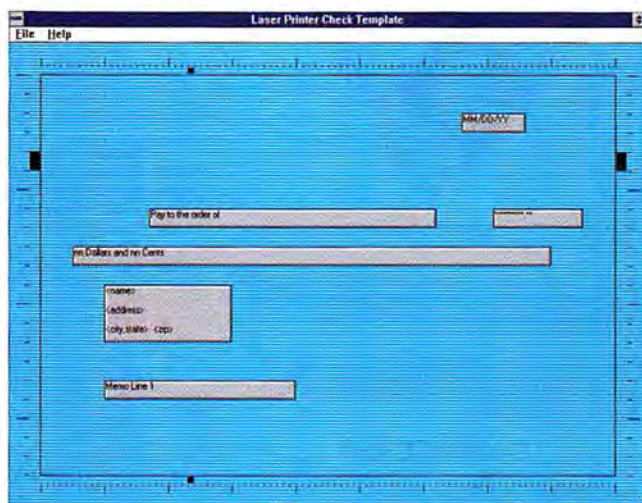 Laser Printer Check Template
File Help
MM/DD/YY
Pay to the order of
nn Dollars and nn Cents
<name>
<address>
<city,state> <zip>
Memo Line 1